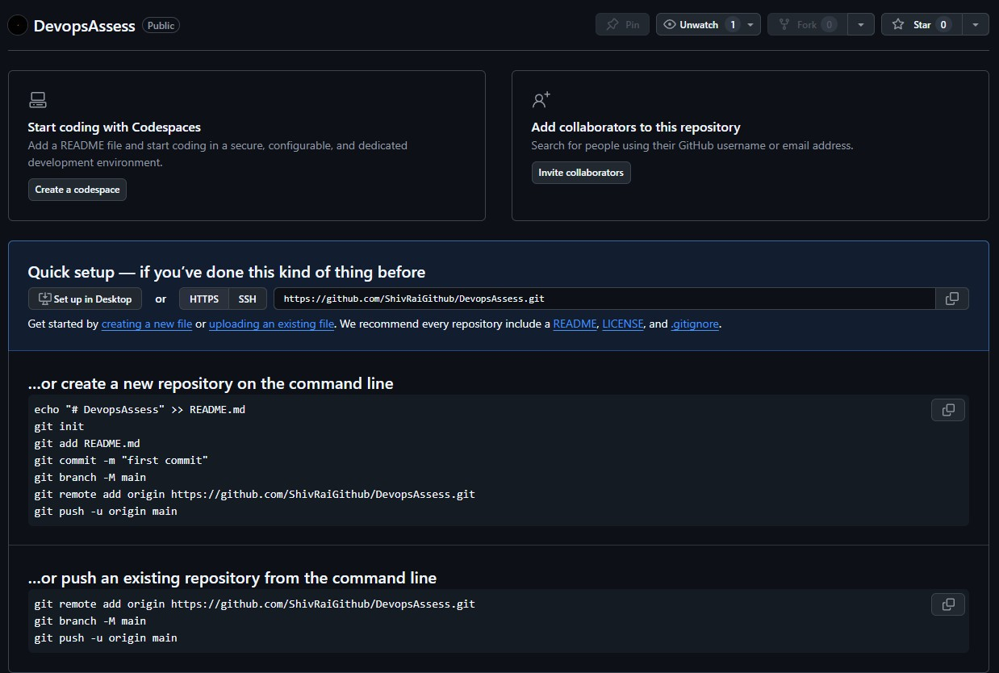 DevopsAssess Public
Pin Unwatch 1 Fork 0 Star 0
Start coding with Codespaces
Add a README file and start coding in a secure, configurable, and dedicated
development environment.
Create a codespace
Add collaborators to this repository
Search for people using their GitHub username or email address.
Invite collaborators
Quick setup — if you’ve done this kind of thing before
Set up in Desktop or HTTPS SSH https://github.com/ShivRaiGithub/DevopsAssess.git
Get started by creating a new file or uploading an existing file. We recommend every repository include a README, LICENSE, and .gitignore.
…or create a new repository on the command line
echo "# DevopsAssess" >> README.md
git init
git add README.md
git commit -m "first commit"
git branch -M main
git remote add origin https://github.com/ShivRaiGithub/DevopsAssess.git
git push -u origin main
…or push an existing repository from the command line
git remote add origin https://github.com/ShivRaiGithub/DevopsAssess.git
git branch -M main
git push -u origin main